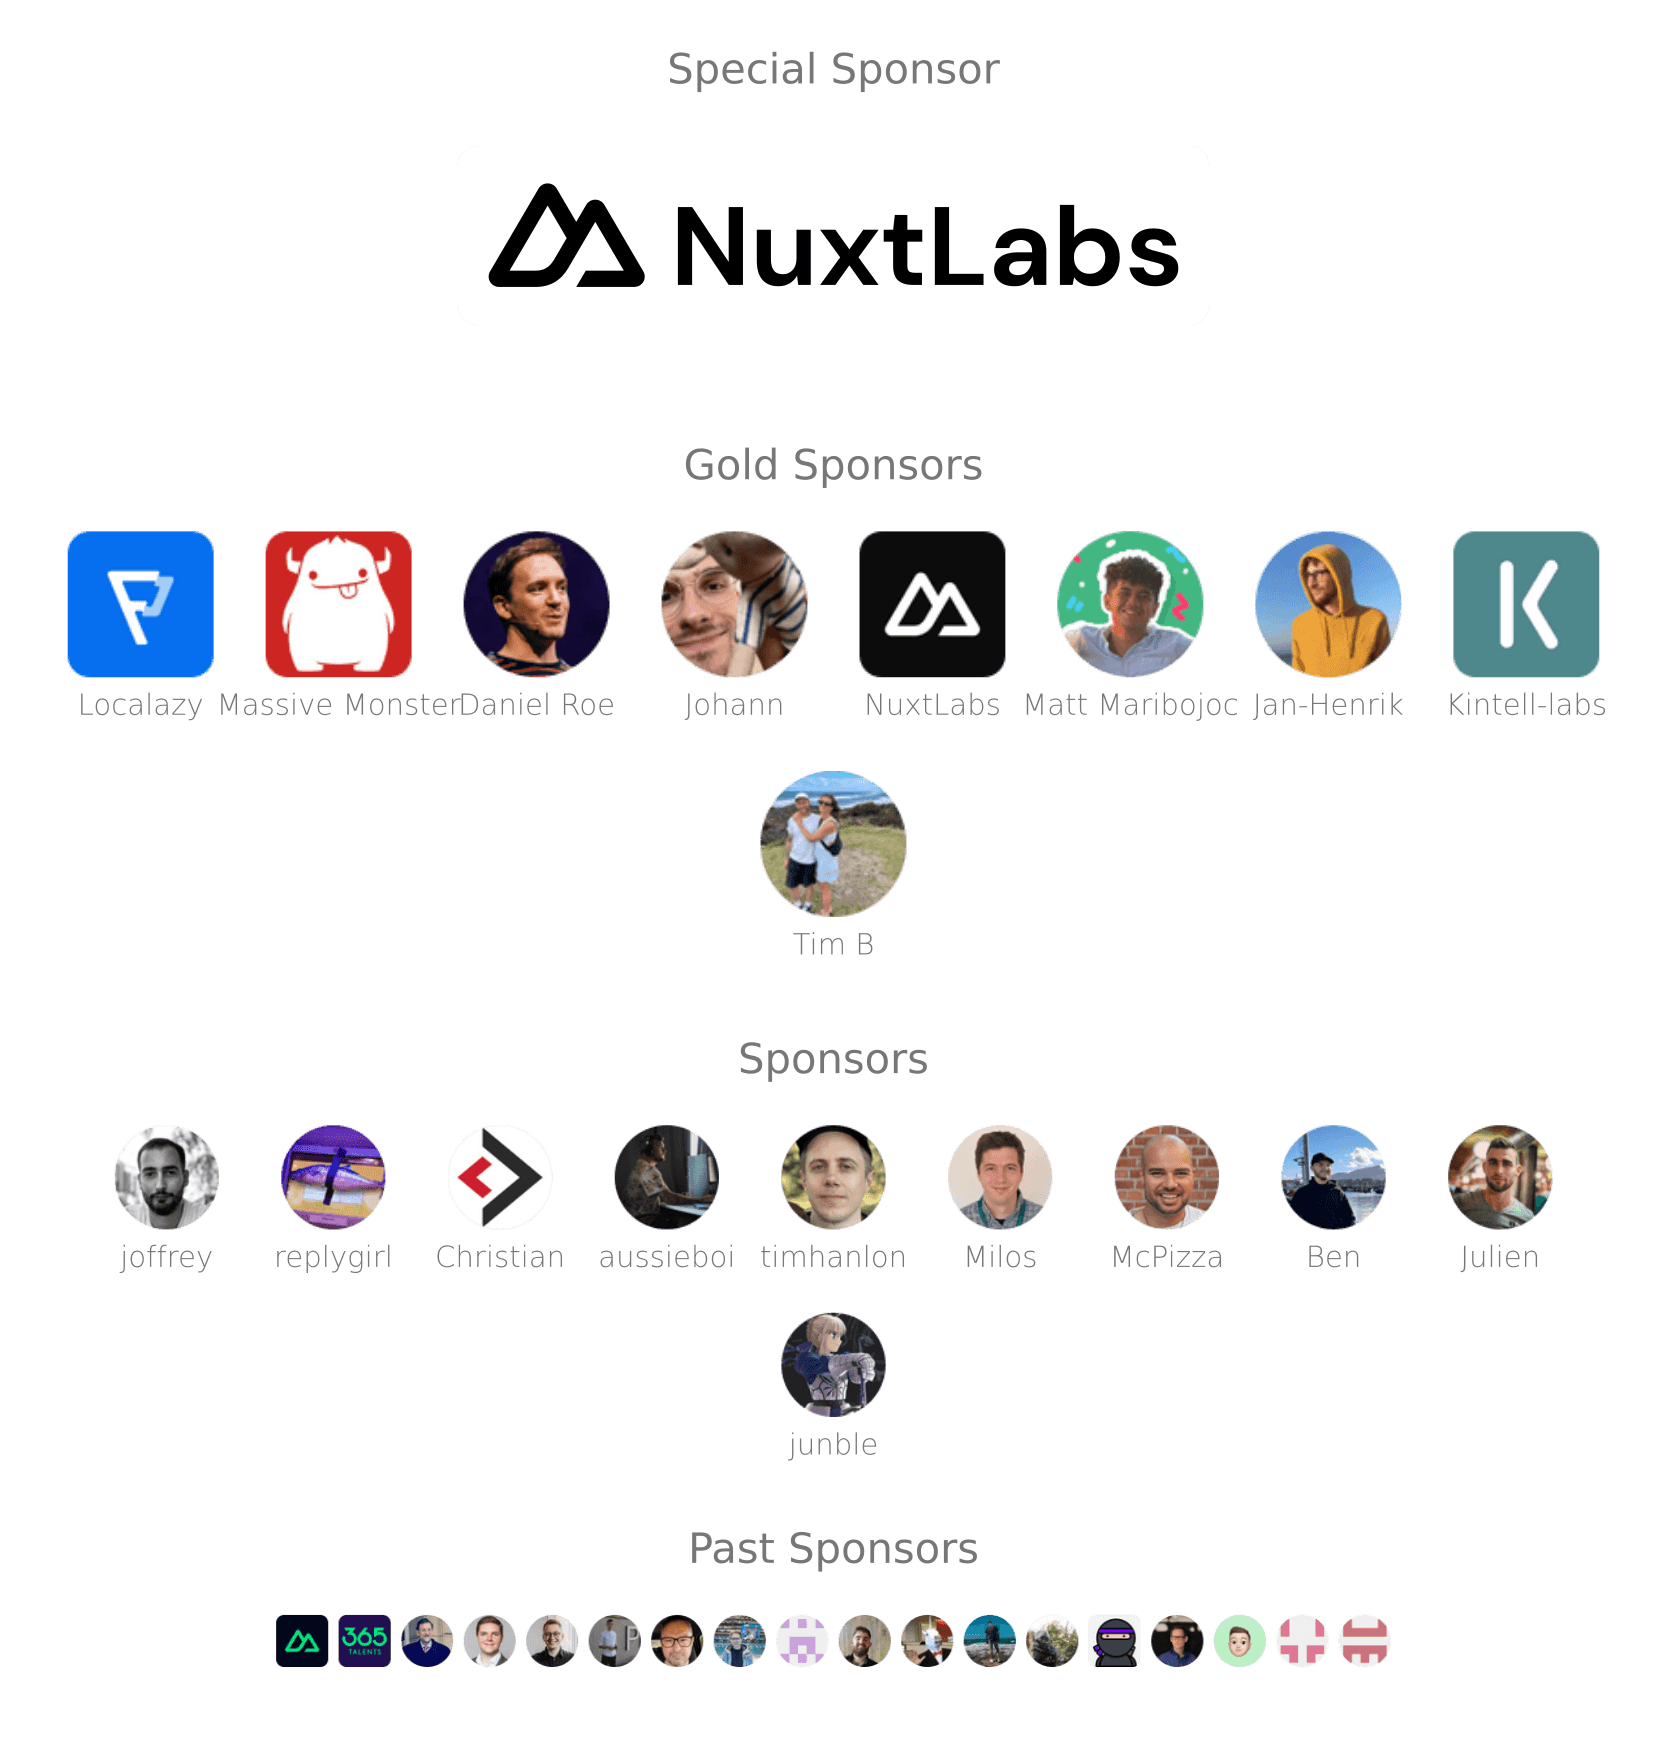 Special Sponsor
NuxtLabs
Gold Sponsors
Localazy Massive Monster Daniel Roe Johann NuxtLabs Matt Maribojoc Jan-Henrik Kintell-labs
Tim B
Sponsors
joffrey replygirl Christian aussieboi timhanlon Milos McPizza Ben Julien
junble
Past Sponsors
365
TALENTS
P